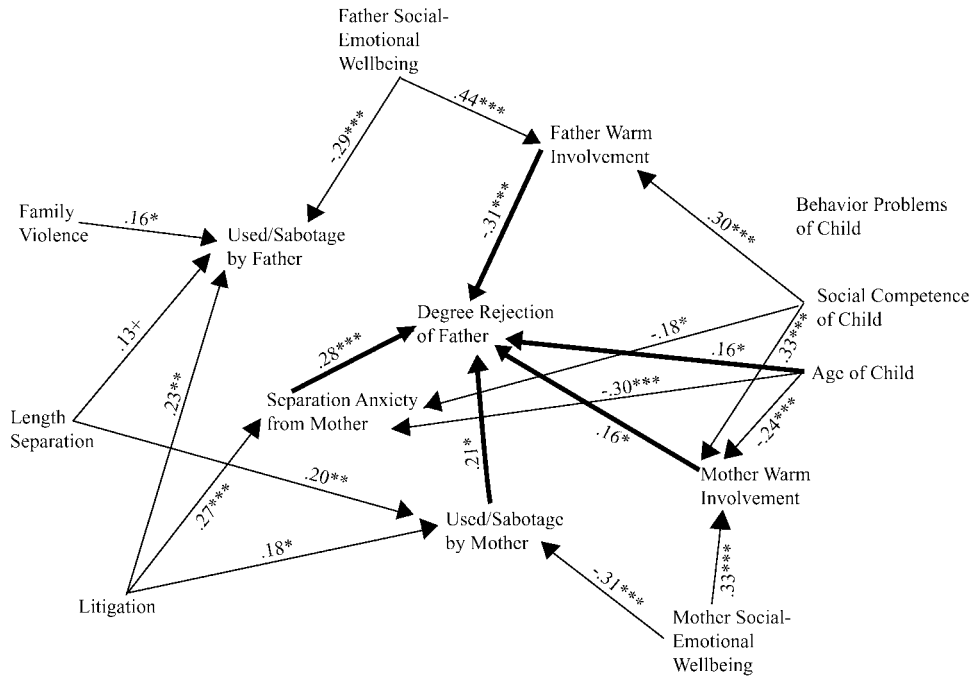 Father Social-
Emotional
Wellbeing
.44***
-.29***
Father Warm
Involvement
-.31***
.30***
Behavior Problems
of Child
Family
Violence
.16*
Used/Sabotage
by Father
Social Competence
of Child
Degree Rejection
of Father
-.18*
.33***
.13+
.28***
.16*
Age of Child
.23**
Separation Anxiety
from Mother
-.30***
-.24***
Length
Separation
.16*
.21*
.20**
Mother Warm
Involvement
.27***
Used/Sabotage
by Mother
.18*
.33***
-.31***
Litigation
Mother Social-
Emotional
Wellbeing